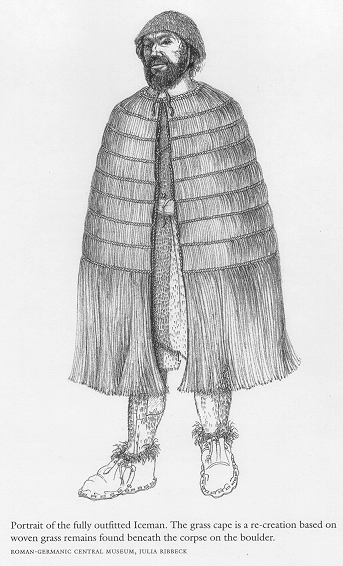 Portrait of the fully outfitted Iceman. The grass cape is a re-creation based on
woven grass remains found beneath the corpse on the boulder.
ROMAN-GERMANIC CENTRAL MUSEUM, JULIA RIBBECK